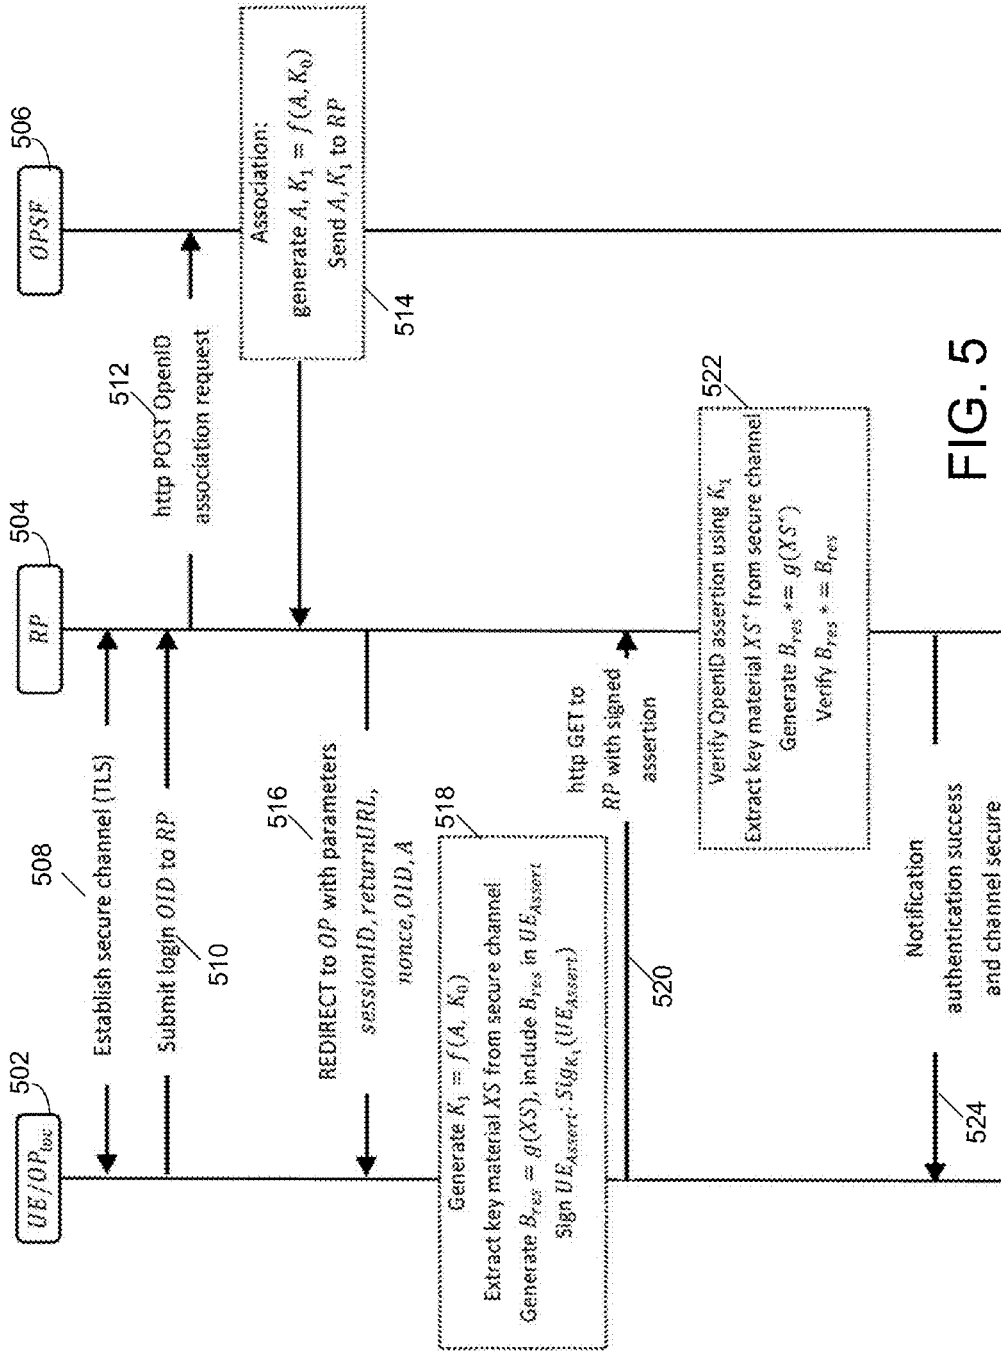 502
UE/OP_loc
504
RP
506
OPSF
508
Establish secure channel (TLS)
Submit login OID to RP
510
512
http POST OpenID
association request
Association:
generate A, K_1 = f(A, K_0)
Send A, K_1 to RP
514
516
REDIRECT to OP with parameters
sessionID, returnURL,
nonce, OID, A
518
Generate K_1 = f(A, K_0)
Extract key material XS from secure channel
Generate B_res = g(XS), include B_res in UE_Assert
Sign UE_Assert: Sig_K_1(UE_Assert)
http GET to
RP with signed
assertion
520
522
Verify OpenID assertion using K_1
Extract key material XS* from secure channel
Generate B_res* = g(XS*)
Verify B_res* = B_res
Notification
authentication success
and channel secure
524
FIG. 5